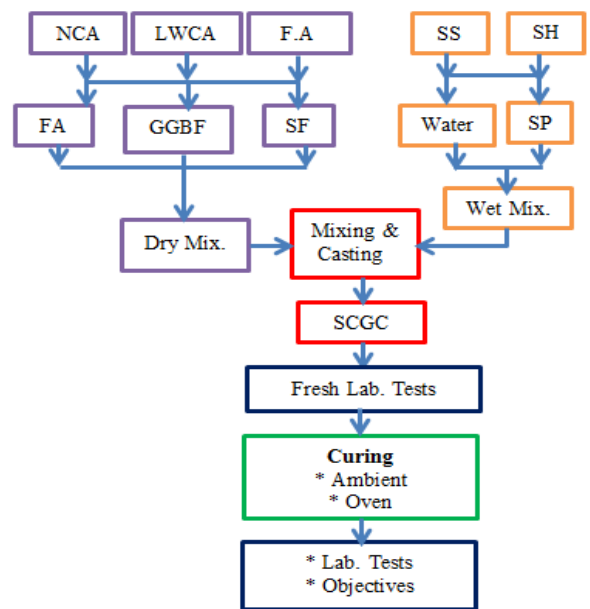 NCA LWCA F.A SS SH
FA GGBF SF Water SP
Wet Mix.
Dry Mix.
Mixing &
Casting
SCGC
Fresh Lab. Tests
Curing
* Ambient
* Oven
* Lab. Tests
* Objectives